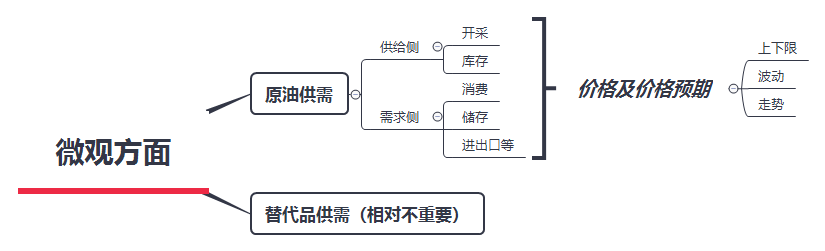 微观方面
原油供需
供给侧
开采
库存
需求侧
消费
储存
进出口等
价格及价格预期
上下限
波动
走势
替代品供需（相对不重要）